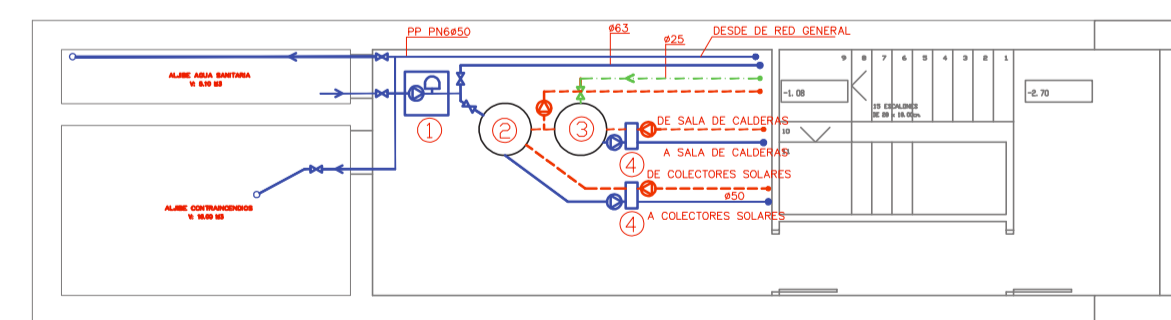 PP PN6ø50
ø63
ø25
DESDE DE RED GENERAL
ALJIBE AGUA SANITARIA
9 8 7 6 5 4 3 2 1
-1.08
-2.70
15 ESCALONES
1
2
3
DE SALA DE CALDERAS
10
A SALA DE CALDERAS
4
DE COLECTORES SOLARES
ø50
ALJIBE CONTRAINCENDIOS
A COLECTORES SOLARES
4